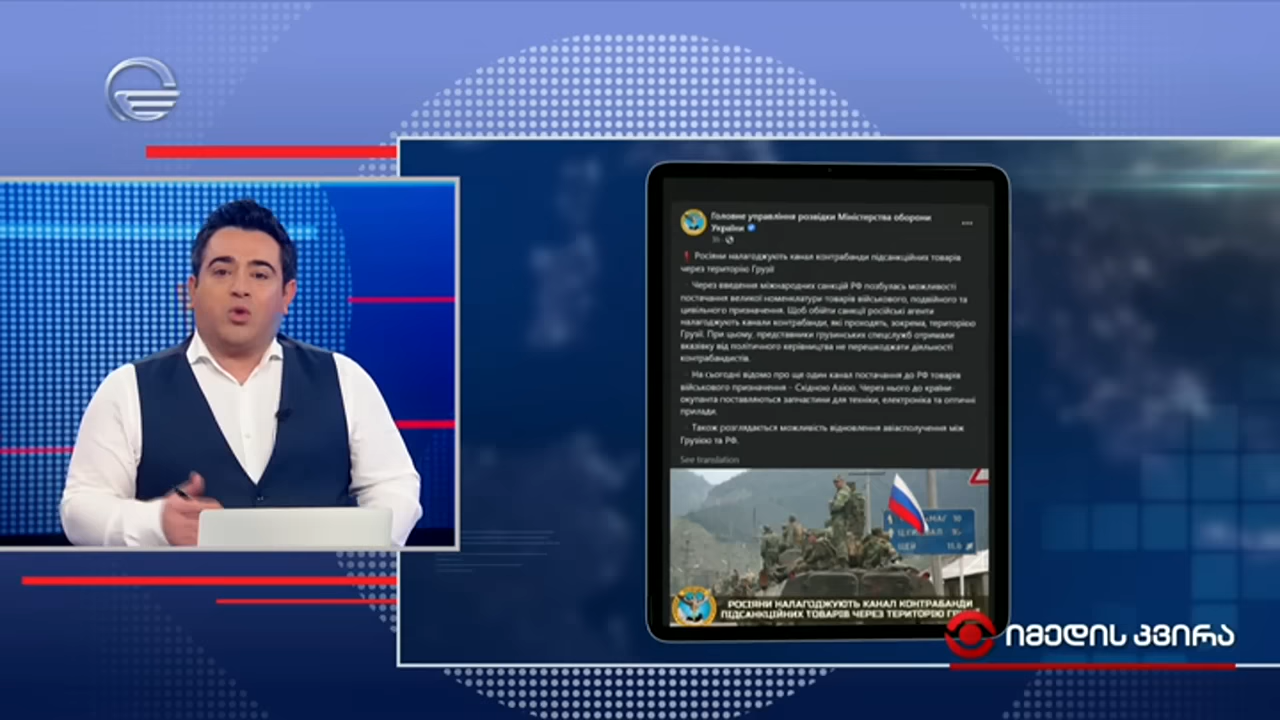 Головне управління розвідки Міністерства оборони
України
3h
Росіяни налагоджують канал контрабанди підсанкційних товарів
через територію Грузії
Через введення міжнародних санкцій РФ позбулась можливості
постачання великої номенклатури товарів військового, подвійного та
цивільного призначення. Щоб обійти санкції російські агенти
налагоджують канали контрабанди, які проходять, зокрема, територією
Грузії. При цьому, представники грузинських спецслужб отримали
вказівку від політичного керівництва не перешкоджати діяльності
контрабандистів.
На сьогодні відомо про ще один канал постачання до РФ товарів
військового призначення – Східною Азією. Через нього до країни-
окупанта поставляються запчастини для техніки, електроніка та оптичні
прилади.
Також розглядається можливість відновлення авіасполучення між
Грузією та РФ.
See translation
10
ЦЕЙ 11.6
РОСІЯНИ НАЛАГОДЖУЮТЬ КАНАЛ КОНТРАБАНДИ
ПІДСАНКЦІЙНИХ ТОВАРІВ ЧЕРЕЗ ТЕРИТОРІЮ
ᲘᲛᲔᲓᲘᲡ ᲙᲕᲘᲠᲐ